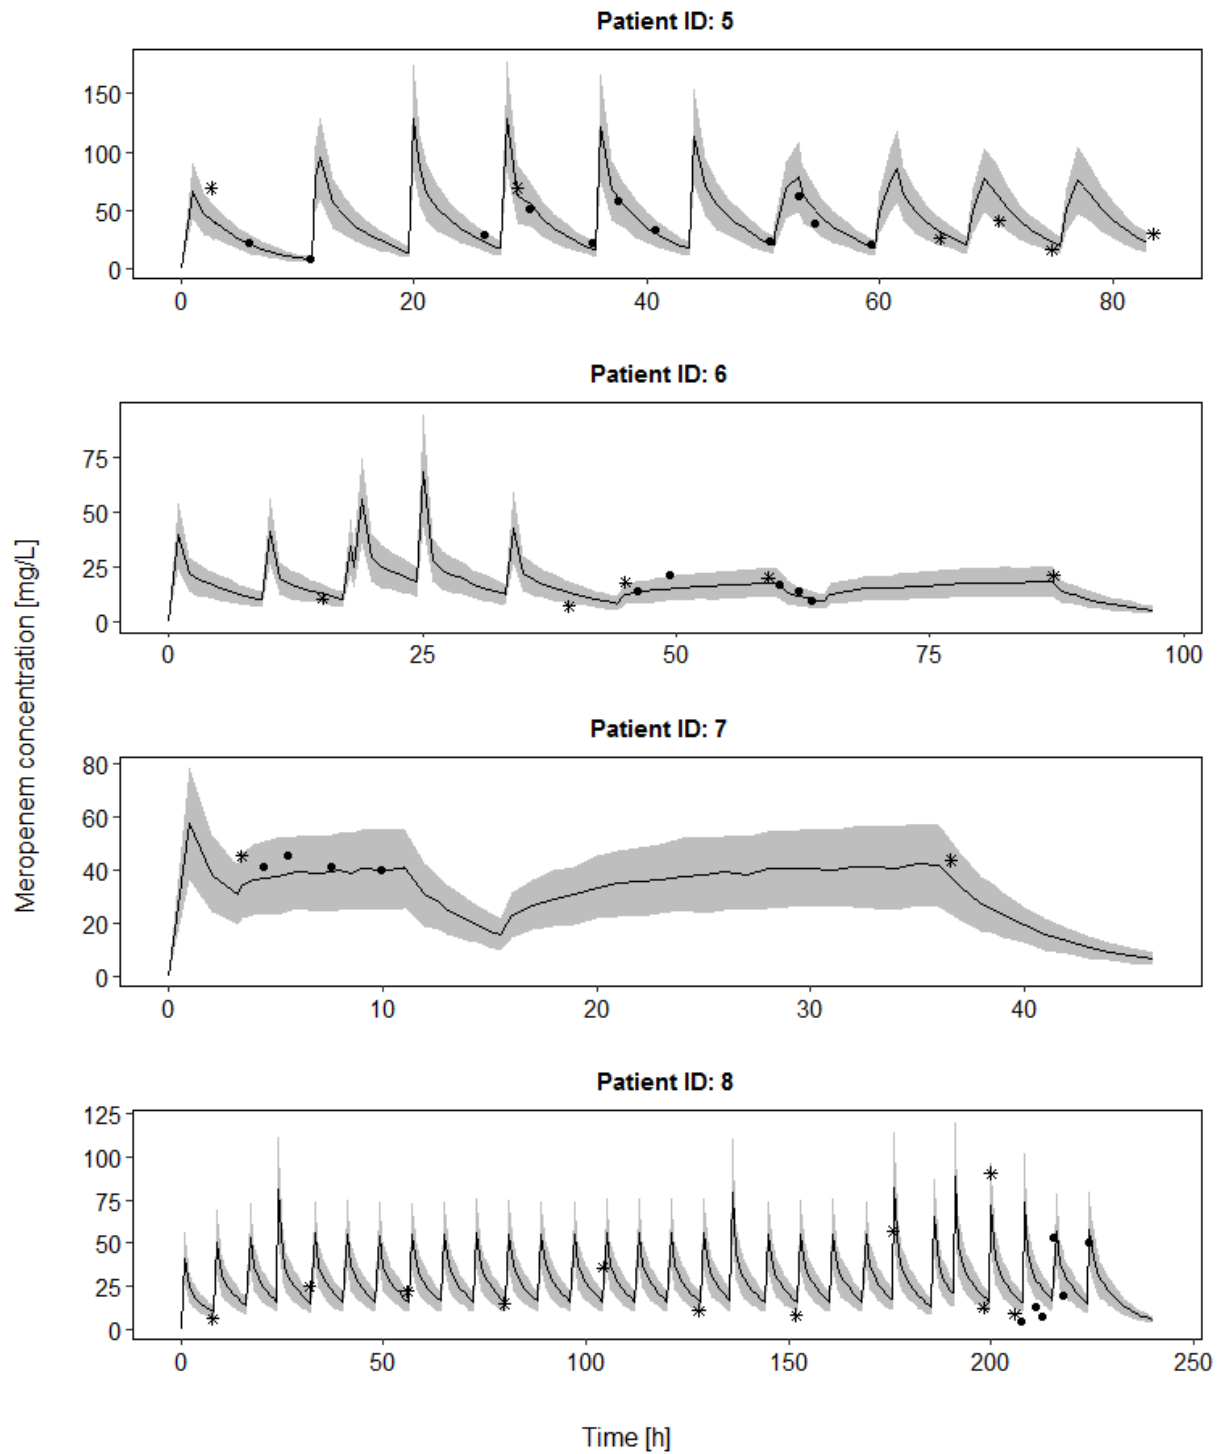 Patient ID: 5
150
100
50
0
0 20 40 60 80
Patient ID: 6
75
50
25
0
0 25 50 75 100
Patient ID: 7
80
60
40
20
0
0 10 20 30 40
Patient ID: 8
125
100
75
50
25
0
0 50 100 150 200 250
Meropenem concentration [mg/L]
Time [h]